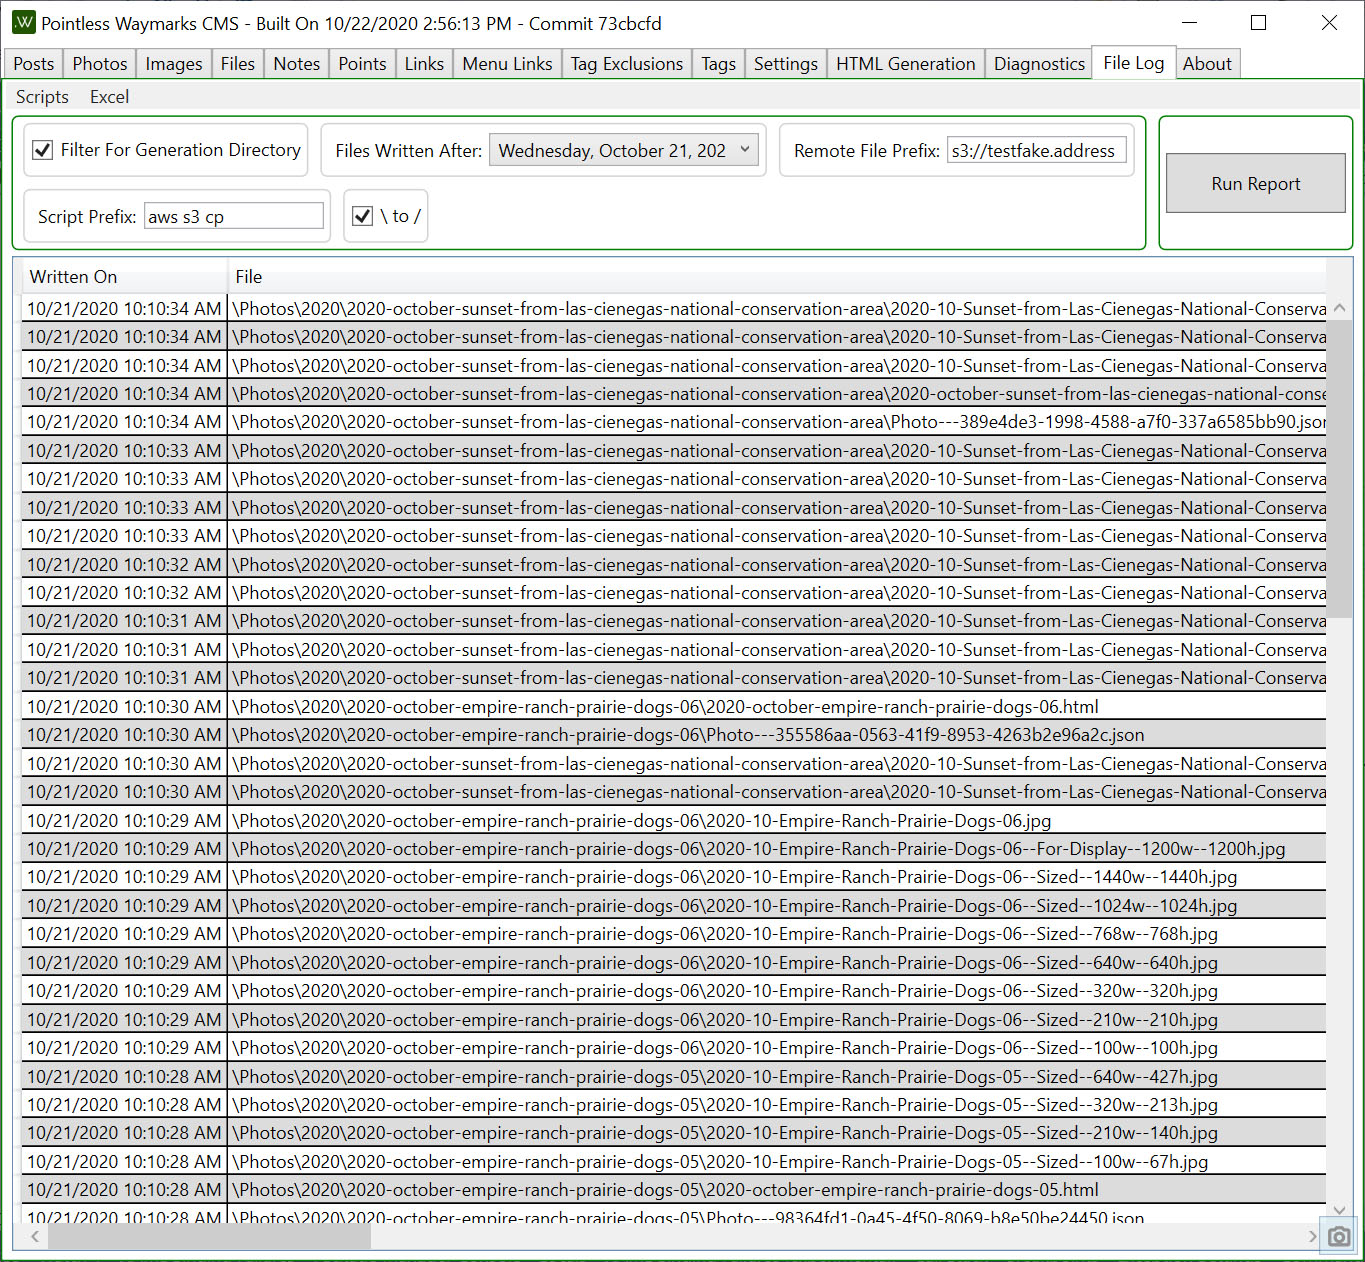 Pointless Waymarks CMS - Built On 10/22/2020 2:56:13 PM - Commit 73cbcfd
Posts Photos Images Files Notes Points Links Menu Links Tag Exclusions Tags Settings HTML Generation Diagnostics File Log About
Scripts Excel
Filter For Generation Directory Files Written After: Wednesday, October 21, 202 Remote File Prefix: s3://testfake.address
Run Report
Script Prefix: aws s3 cp \ to /
Written On File
10/21/2020 10:10:34 AM \Photos\2020\2020-october-sunset-from-las-cienegas-national-conservation-area\2020-10-Sunset-from-Las-Cienegas-National-Conserva
10/21/2020 10:10:34 AM \Photos\2020\2020-october-sunset-from-las-cienegas-national-conservation-area\2020-10-Sunset-from-Las-Cienegas-National-Conserva
10/21/2020 10:10:34 AM \Photos\2020\2020-october-sunset-from-las-cienegas-national-conservation-area\2020-10-Sunset-from-Las-Cienegas-National-Conserva
10/21/2020 10:10:34 AM \Photos\2020\2020-october-sunset-from-las-cienegas-national-conservation-area\2020-october-sunset-from-las-cienegas-national-conse
10/21/2020 10:10:34 AM \Photos\2020\2020-october-sunset-from-las-cienegas-national-conservation-area\Photo---389e4de3-1998-4588-a7f0-337a6585bb90.json
10/21/2020 10:10:33 AM \Photos\2020\2020-october-sunset-from-las-cienegas-national-conservation-area\2020-10-Sunset-from-Las-Cienegas-National-Conserva
10/21/2020 10:10:33 AM \Photos\2020\2020-october-sunset-from-las-cienegas-national-conservation-area\2020-10-Sunset-from-Las-Cienegas-National-Conserva
10/21/2020 10:10:33 AM \Photos\2020\2020-october-sunset-from-las-cienegas-national-conservation-area\2020-10-Sunset-from-Las-Cienegas-National-Conserva
10/21/2020 10:10:33 AM \Photos\2020\2020-october-sunset-from-las-cienegas-national-conservation-area\2020-10-Sunset-from-Las-Cienegas-National-Conserva
10/21/2020 10:10:32 AM \Photos\2020\2020-october-sunset-from-las-cienegas-national-conservation-area\2020-10-Sunset-from-Las-Cienegas-National-Conserva
10/21/2020 10:10:32 AM \Photos\2020\2020-october-sunset-from-las-cienegas-national-conservation-area\2020-10-Sunset-from-Las-Cienegas-National-Conserva
10/21/2020 10:10:31 AM \Photos\2020\2020-october-sunset-from-las-cienegas-national-conservation-area\2020-10-Sunset-from-Las-Cienegas-National-Conserva
10/21/2020 10:10:31 AM \Photos\2020\2020-october-sunset-from-las-cienegas-national-conservation-area\2020-10-Sunset-from-Las-Cienegas-National-Conserva
10/21/2020 10:10:31 AM \Photos\2020\2020-october-sunset-from-las-cienegas-national-conservation-area\2020-10-Sunset-from-Las-Cienegas-National-Conserva
10/21/2020 10:10:30 AM \Photos\2020\2020-october-empire-ranch-prairie-dogs-06\2020-october-empire-ranch-prairie-dogs-06.html
10/21/2020 10:10:30 AM \Photos\2020\2020-october-empire-ranch-prairie-dogs-06\Photo---355586aa-0563-41f9-8953-4263b2e96a2c.json
10/21/2020 10:10:30 AM \Photos\2020\2020-october-sunset-from-las-cienegas-national-conservation-area\2020-10-Sunset-from-Las-Cienegas-National-Conserva
10/21/2020 10:10:30 AM \Photos\2020\2020-october-sunset-from-las-cienegas-national-conservation-area\2020-10-Sunset-from-Las-Cienegas-National-Conserva
10/21/2020 10:10:29 AM \Photos\2020\2020-october-empire-ranch-prairie-dogs-06\2020-10-Empire-Ranch-Prairie-Dogs-06.jpg
10/21/2020 10:10:29 AM \Photos\2020\2020-october-empire-ranch-prairie-dogs-06\2020-10-Empire-Ranch-Prairie-Dogs-06--For-Display--1200w--1200h.jpg
10/21/2020 10:10:29 AM \Photos\2020\2020-october-empire-ranch-prairie-dogs-06\2020-10-Empire-Ranch-Prairie-Dogs-06--Sized--1440w--1440h.jpg
10/21/2020 10:10:29 AM \Photos\2020\2020-october-empire-ranch-prairie-dogs-06\2020-10-Empire-Ranch-Prairie-Dogs-06--Sized--1024w--1024h.jpg
10/21/2020 10:10:29 AM \Photos\2020\2020-october-empire-ranch-prairie-dogs-06\2020-10-Empire-Ranch-Prairie-Dogs-06--Sized--768w--768h.jpg
10/21/2020 10:10:29 AM \Photos\2020\2020-october-empire-ranch-prairie-dogs-06\2020-10-Empire-Ranch-Prairie-Dogs-06--Sized--640w--640h.jpg
10/21/2020 10:10:29 AM \Photos\2020\2020-october-empire-ranch-prairie-dogs-06\2020-10-Empire-Ranch-Prairie-Dogs-06--Sized--320w--320h.jpg
10/21/2020 10:10:29 AM \Photos\2020\2020-october-empire-ranch-prairie-dogs-06\2020-10-Empire-Ranch-Prairie-Dogs-06--Sized--210w--210h.jpg
10/21/2020 10:10:29 AM \Photos\2020\2020-october-empire-ranch-prairie-dogs-06\2020-10-Empire-Ranch-Prairie-Dogs-06--Sized--100w--100h.jpg
10/21/2020 10:10:28 AM \Photos\2020\2020-october-empire-ranch-prairie-dogs-05\2020-10-Empire-Ranch-Prairie-Dogs-05--Sized--640w--427h.jpg
10/21/2020 10:10:28 AM \Photos\2020\2020-october-empire-ranch-prairie-dogs-05\2020-10-Empire-Ranch-Prairie-Dogs-05--Sized--320w--213h.jpg
10/21/2020 10:10:28 AM \Photos\2020\2020-october-empire-ranch-prairie-dogs-05\2020-10-Empire-Ranch-Prairie-Dogs-05--Sized--210w--140h.jpg
10/21/2020 10:10:28 AM \Photos\2020\2020-october-empire-ranch-prairie-dogs-05\2020-10-Empire-Ranch-Prairie-Dogs-05--Sized--100w--67h.jpg
10/21/2020 10:10:28 AM \Photos\2020\2020-october-empire-ranch-prairie-dogs-05\2020-october-empire-ranch-prairie-dogs-05.html
10/21/2020 10:10:28 AM \Photos\2020\2020-october-empire-ranch-prairie-dogs-05\Photo---98364fd1-0a45-4f50-8069-b8e50be24450.json